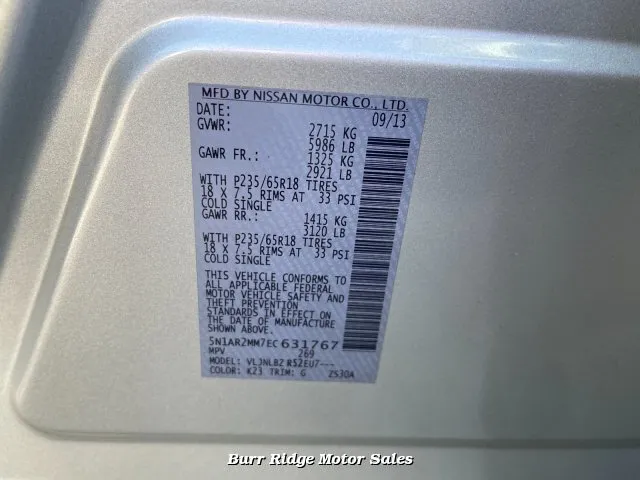 MFD BY NISSAN MOTOR CO., LTD.
DATE: 09/13
GVWR: 2715 KG
5986 LB
GAWR FR.: 1325 KG
2921 LB
WITH P235/65R18 TIRES
18 X 7.5 RIMS AT 33 PSI
COLD SINGLE
GAWR RR.: 1415 KG
3120 LB
WITH P235/65R18 TIRES
18 X 7.5 RIMS AT 33 PSI
COLD SINGLE
THIS VEHICLE CONFORMS TO
ALL APPLICABLE FEDERAL
MOTOR VEHICLE SAFETY AND
THEFT PREVENTION
STANDARDS IN EFFECT ON
THE DATE OF MANUFACTURE
5N1AR2MM7EC631767
MPV 269
MODEL: VLJNLBZ R52EU7---
COLOR: K23 TRIM: G ZS30A
Burr Ridge Motor Sales